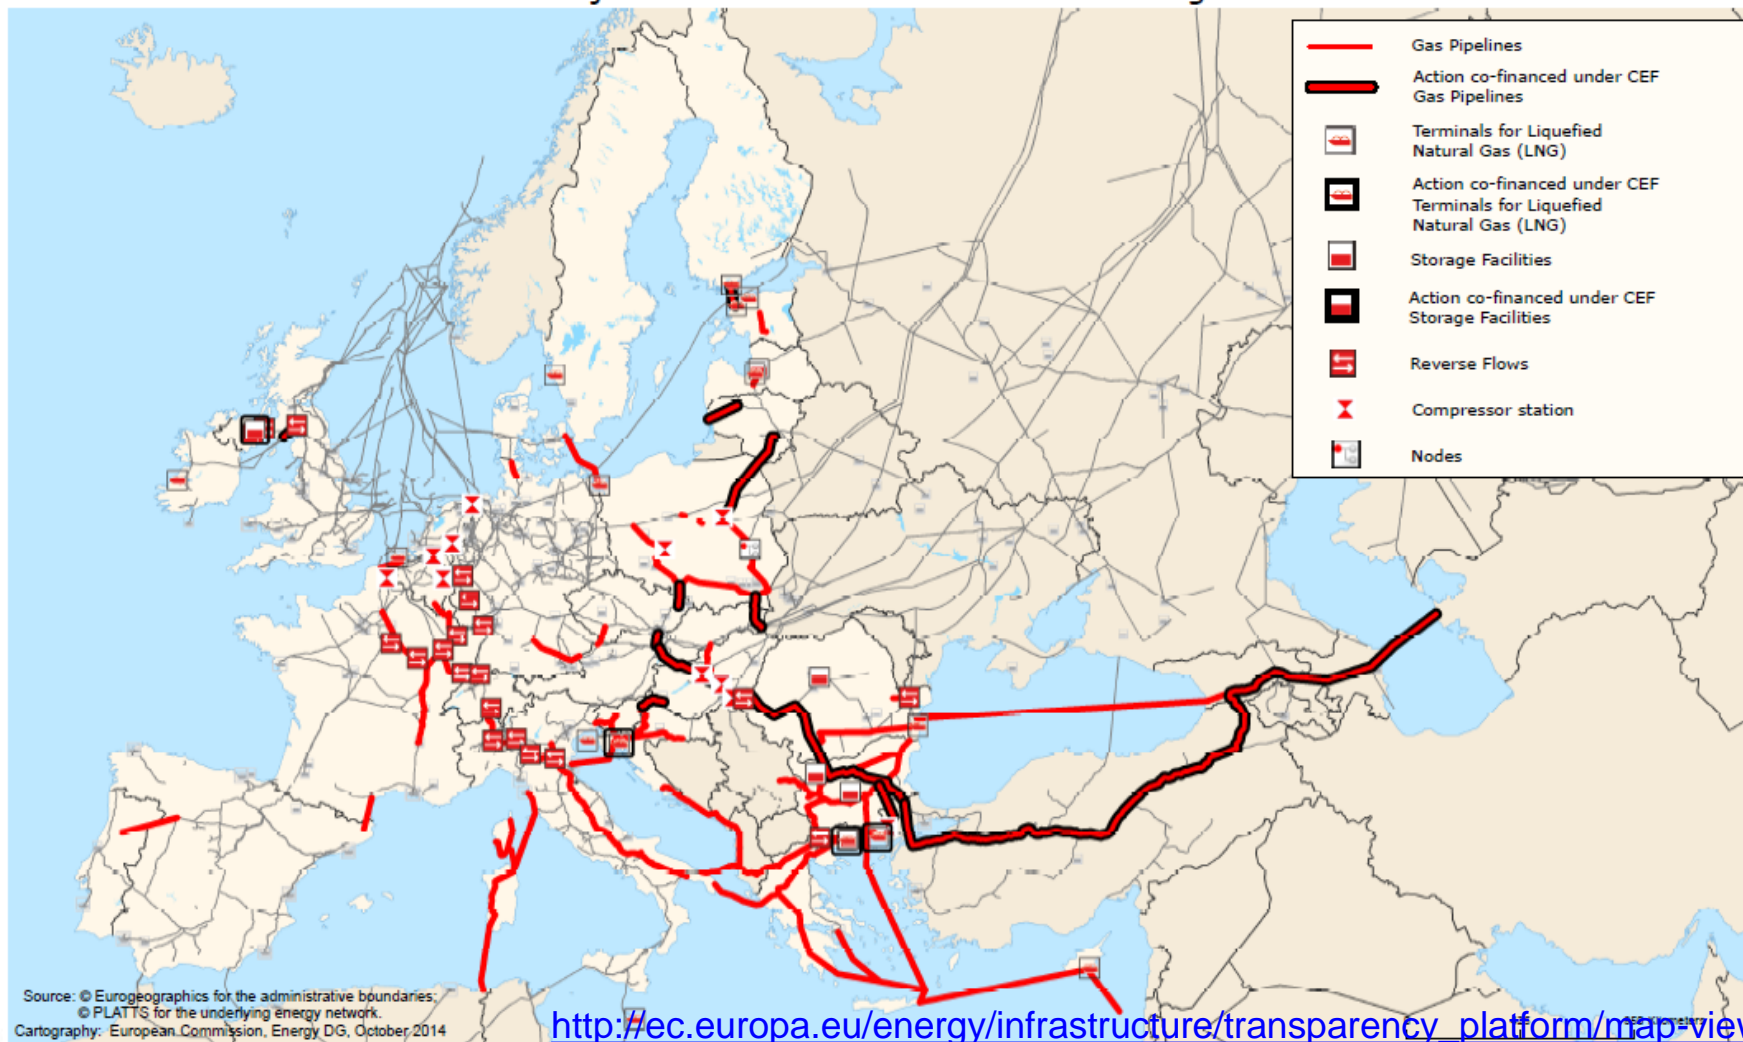 Gas Pipelines
Action co-financed under CEF
Gas Pipelines
Terminals for Liquefied
Natural Gas (LNG)
Action co-financed under CEF
Terminals for Liquefied
Natural Gas (LNG)
Storage Facilities
Action co-financed under CEF
Storage Facilities
Reverse Flows
Compressor station
Nodes
Source: © Eurogeographics for the administrative boundaries;
© PLATTS for the underlying energy network.
Cartography: European Commission, Energy DG, October 2014
http://ec.europa.eu/energy/infrastructure/transparency_platform/map-view